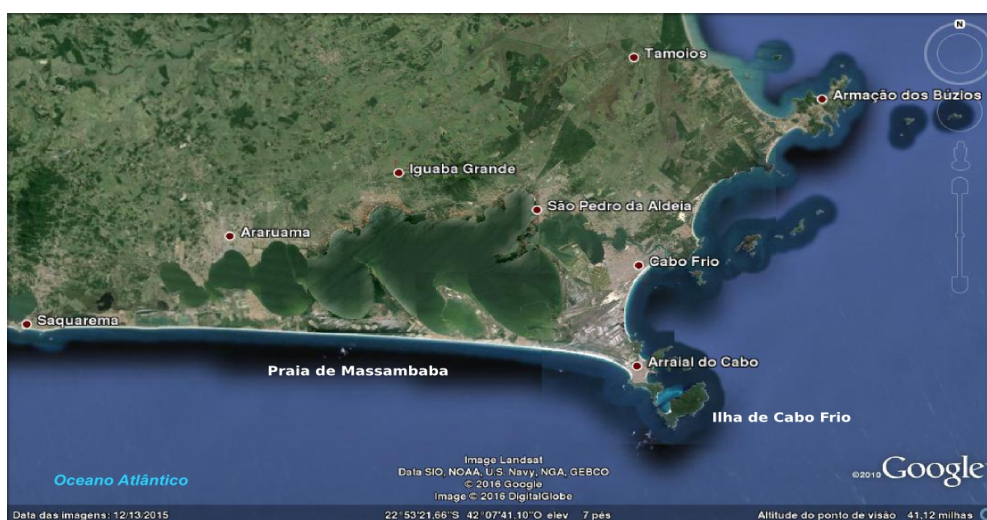 N
Tamoios
Armação dos Búzios
Iguaba Grande
São Pedro da Aldeia
Araruama
Cabo Frio
Saquarema
Arraial do Cabo
Praia de Massambaba
Ilha de Cabo Frio
Oceano Atlântico
Image Landsat
Data SIO, NOAA, U.S. Navy, NGA, GEBCO
© 2016 Google
Image © 2016 DigitalGlobe
©2010 Google
Data das imagens: 12/13/2015 22°53'21,66"S 42°07'41,10"O elev 7 pés Altitude do ponto de visão 41,12 milhas